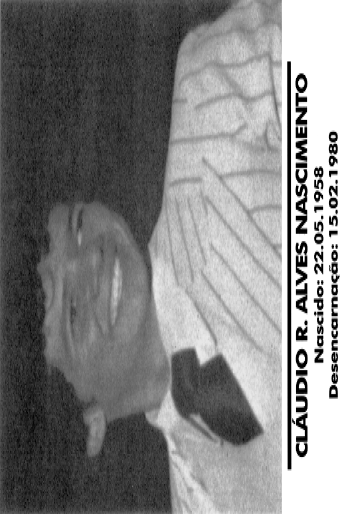 CLÁUDIO R. ALVES NASCIMENTO
Nascido: 22.05.1958
Desencarnação: 15.02.1980